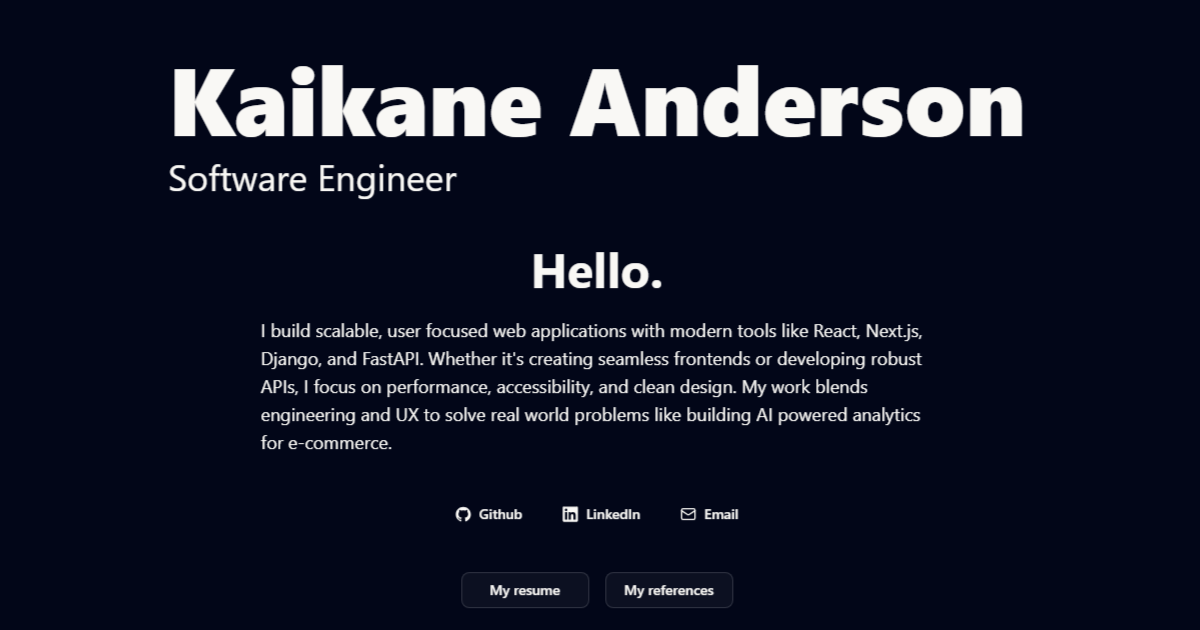 Kaikane Anderson
Software Engineer
Hello.
I build scalable, user focused web applications with modern tools like React, Next.js,
Django, and FastAPI. Whether it's creating seamless frontends or developing robust
APIs, I focus on performance, accessibility, and clean design. My work blends
engineering and UX to solve real world problems like building AI powered analytics
for e-commerce.
Github LinkedIn Email
My resume My references